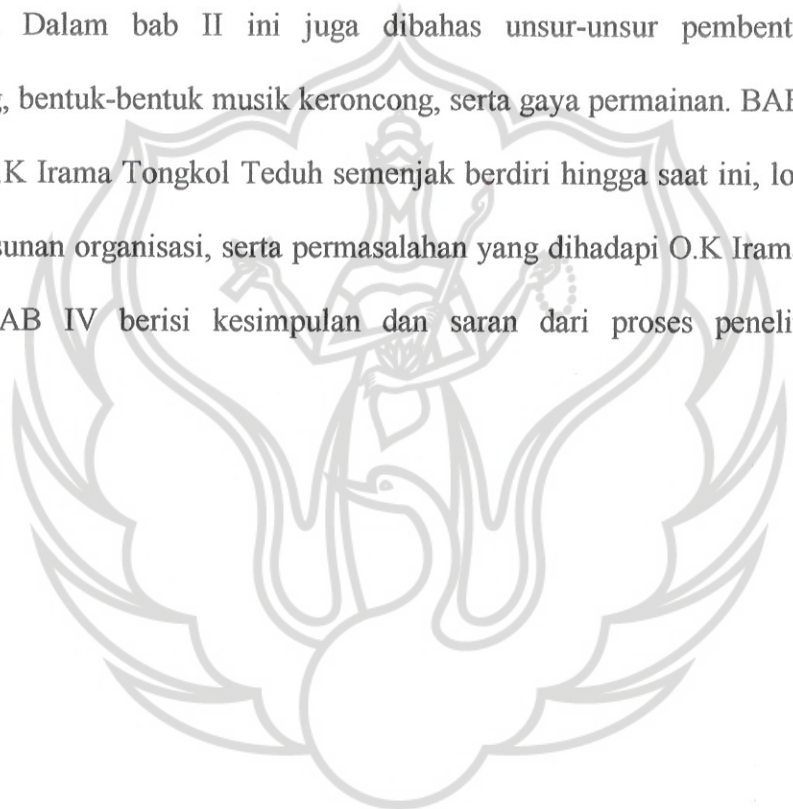 Dalam bab II ini juga dibahas unsur-unsur pembent
, bentuk-bentuk musik keroncong, serta gaya permainan. BAB
.K Irama Tongkol Teduh semenjak berdiri hingga saat ini, lo
sunan organisasi, serta permasalahan yang dihadapi O.K Iram
AB IV berisi kesimpulan dan saran dari proses peneli